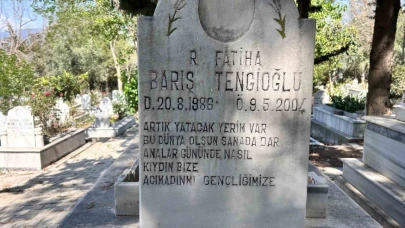 R. FATİHA
BARIŞ TENGİOĞLU
D.20.8.1988 Ö.9.5.2004
ARTIK YATACAK YERİN VAR
BU DÜNYA OLSUN SANADA DAR
ANALAR GÜNÜNDE NASIL
KIYDIN BİZE
ACIMADINMI GENÇLİĞİMİZE